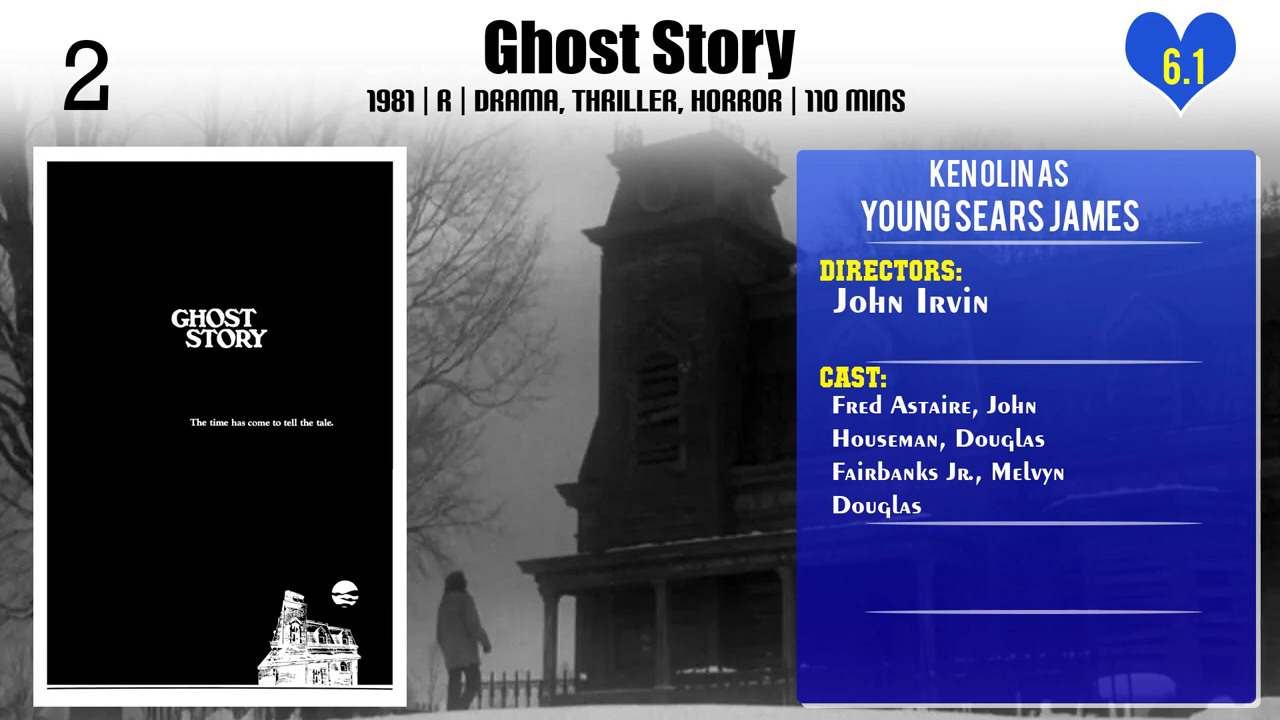 2
Ghost Story
1981 | R | DRAMA, THRILLER, HORROR | 110 MINS
6.1
GHOST
STORY
The time has come to tell the tale.
KEN OLIN AS
YOUNG SEARS JAMES
DIRECTORS:
John Irvin
CAST:
Fred Astaire, John
Houseman, Douglas
Fairbanks Jr., Melvyn
Douglas